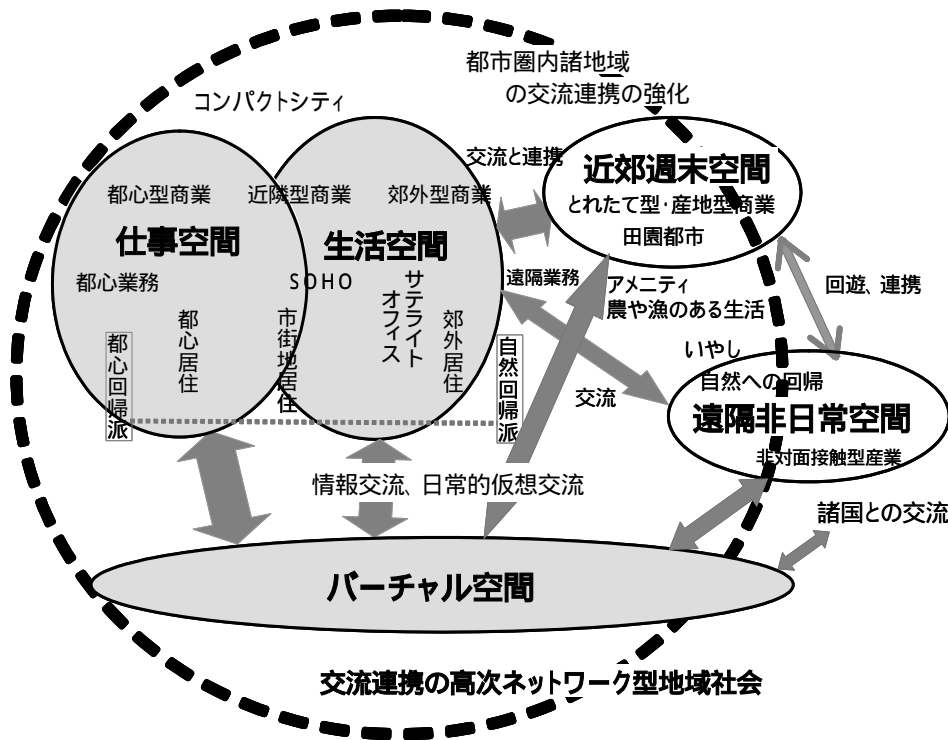 都市圏内諸地域
の交流連携の強化
コンパクトシティ
交流と連携
近郊週末空間
とれたて型・産地型商業
田園都市
都心型商業
近隣型商業
郊外型商業
仕事空間
生活空間
都心業務
SOHO
サテライト
オフィス
遠隔業務
アメニティ
農や漁のある生活
回遊、連携
都心回帰派
都心居住
市街地居住
郊外居住
自然回帰派
いやし
自然への回帰
遠隔非日常空間
非対面接触型産業
交流
情報交流、日常的仮想交流
諸国との交流
バーチャル空間
交流連携の高次ネットワーク型地域社会